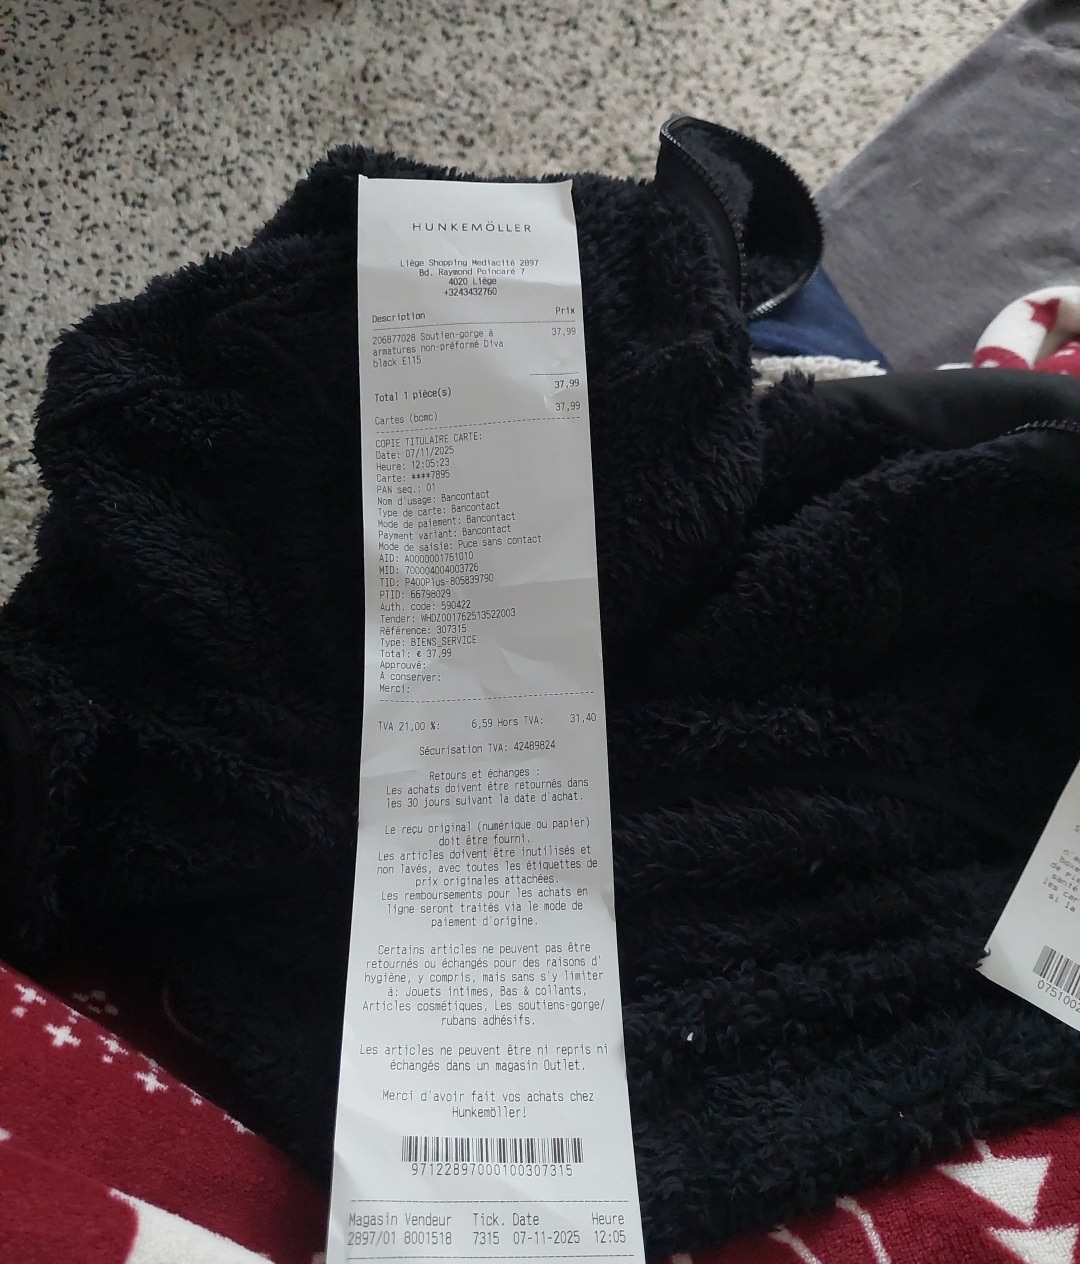 HUNKEMÖLLER
Liège Shopping Mediacité 2897
Bd. Raymond Poincaré 7
4020 Liège
+3243432760
Description Prix
206877028 Soutien-gorge à 37,99
armatures non-préformé Diva
black E115
37,99
Total 1 pièce(s)
Cartes (bcmc) 37,99
COPIE TITULAIRE CARTE:
Date: 07/11/2025
Heure: 12:05:23
Carte: ****7895
PAN seq.: 01
Nom d'usage: Bancontact
Type de carte: Bancontact
Mode de paiement: Bancontact
Payment variant: Bancontact
Mode de saisie: Puce sans contact
AID: A0000001761010
MID: 700004004003726
TID: P400Plus-805839790
PTID: 66798029
Auth. code: 590422
Tender: WHDZ001762513522003
Référence: 307315
Type: BIENS_SERVICE
Total: € 37,99
Approuvé:
A conserver:
Merci:
TVA 21,00 %: 6,59 Hors TVA: 31,40
Sécurisation TVA: 42489824
Retours et échanges :
Les achats doivent être retournés dans
les 30 jours suivant la date d'achat.
Le reçu original (numérique ou papier)
doit être fourni.
Les articles doivent être inutilisés et
non lavés, avec toutes les étiquettes de
prix originales attachées.
Les remboursements pour les achats en
ligne seront traités via le mode de
paiement d'origine.
Certains articles ne peuvent pas être
retournés ou échangés pour des raisons d'
hygiène, y compris, mais sans s'y limiter
à: Jouets intimes, Bas & collants,
Articles cosmétiques, Les soutiens-gorge/
rubans adhésifs.
Les articles ne peuvent être ni repris ni
échangés dans un magasin Outlet.
Merci d'avoir fait vos achats chez
Hunkemöller!
97122897000100307315
Magasin Vendeur Tick. Date Heure
2897/01 8001518 7315 07-11-2025 12:05
si la